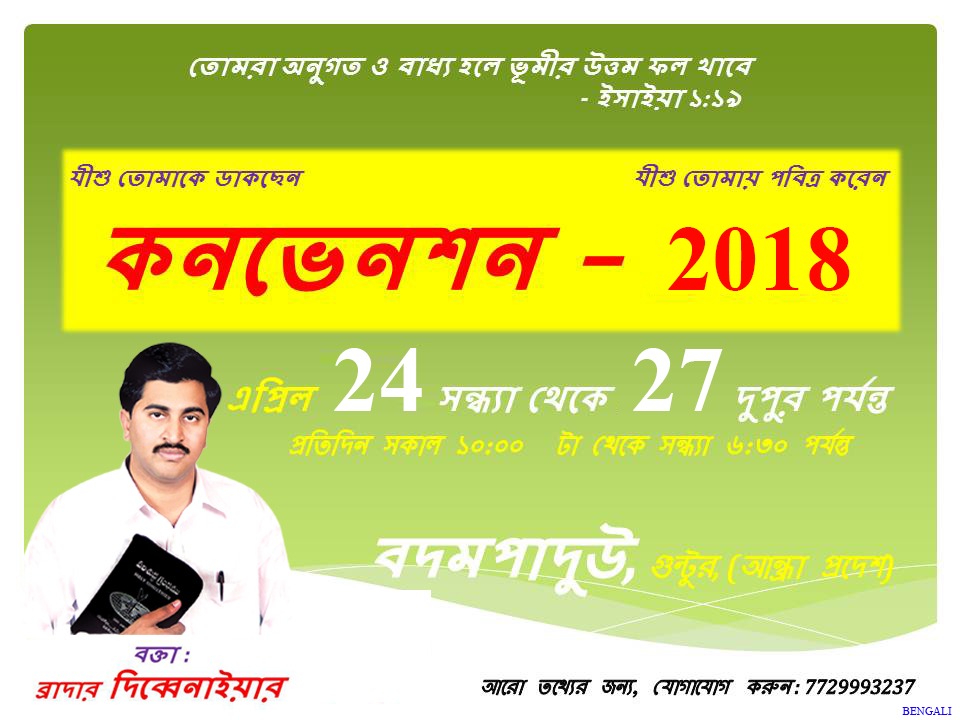 তোমরা অনুগত ও বাধ্য হলে ভূমীর উত্তম ফল খাবে
- ইসাইয়া ১:১৯
যীশু তোমাকে ডাকছেন যীশু তোমায় পবিত্র করেন
কনভেনশন – 2018
এপ্রিল 24 সন্ধ্যা থেকে 27 দুপুর পর্যন্ত
প্রতিদিন সকাল ১০:০০ টা থেকে সন্ধ্যা ৬:৩০ পর্যন্ত
বদমপাদুউ, গুন্টুর, (আন্ধ্রা প্রদেশ)
HOLY BIBLE
বক্তা :
ব্রাদার দিব্বেনাইয়ার
আরো তথ্যের জন্য, যোগাযোগ করুন: 7729993237
BENGALI